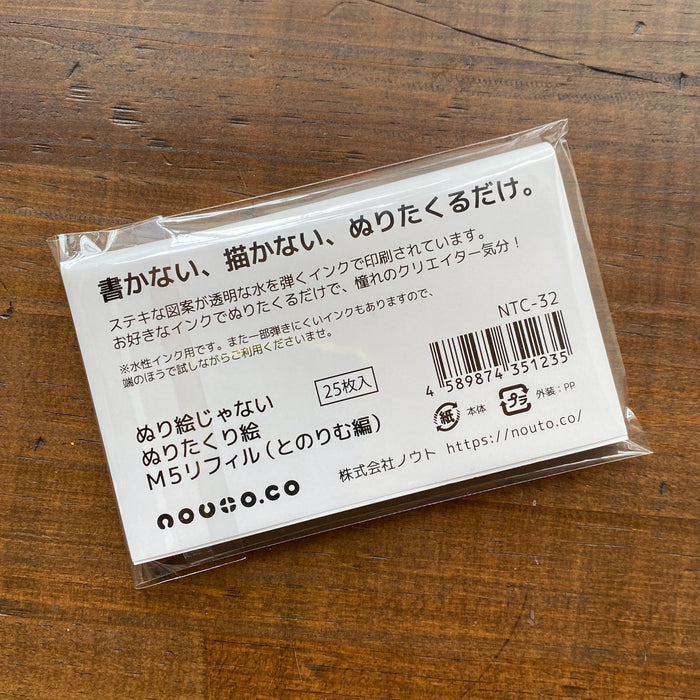 書かない、描かない、ぬりたくるだけ。
ステキな図案が透明な水を弾くインクで印刷されています。
お好きなインクでぬりたくるだけで、憧れのクリエイター気分！
※水性インク用です。また一部弾きにくいインクもありますので、
端のほうで試しながらご利用くださいませ。
NTC-32
25枚入
4 589874 351235
紙 本体 プラ 外装：PP
ぬり絵じゃない
ぬりたくり絵
M5リフィル（とのりむ編）
nouto.co
株式会社ノウト https://nouto.co/